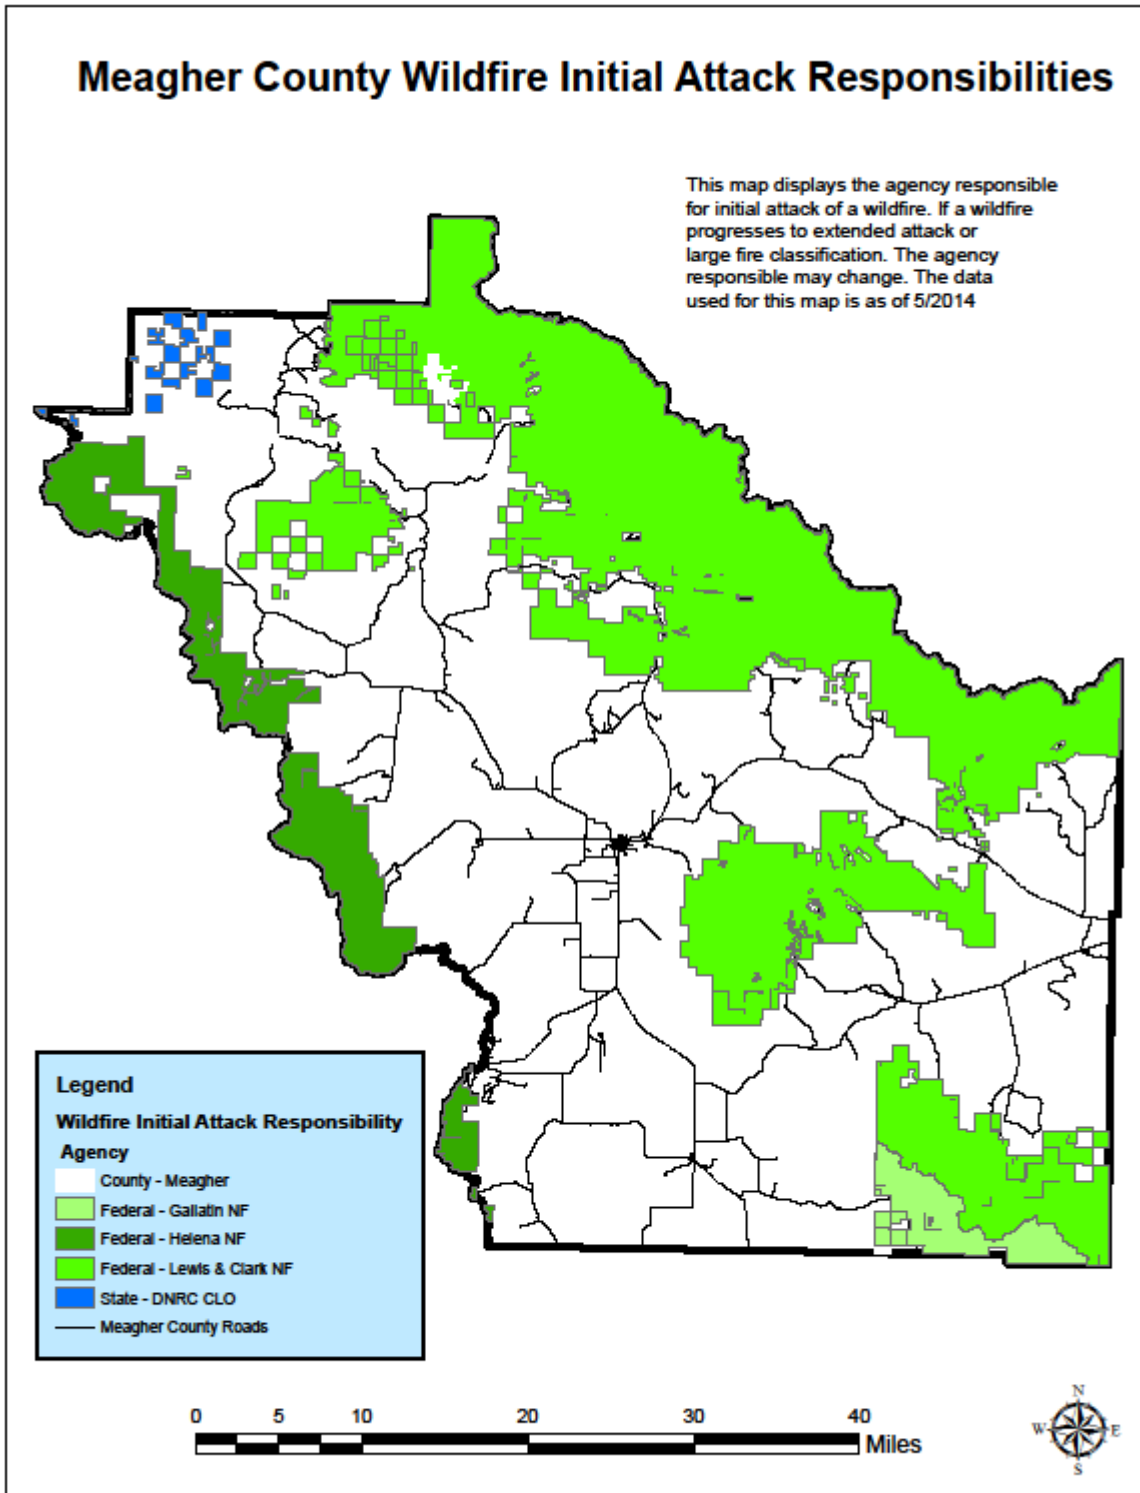 Meagher County Wildfire Initial Attack Responsibilities
This map displays the agency responsible
for initial attack of a wildfire. If a wildfire
progresses to extended attack or
large fire classification. The agency
responsible may change. The data
used for this map is as of 5/2014
Legend
Wildfire Initial Attack Responsibility
Agency
County - Meagher
Federal - Gallatin NF
Federal - Helena NF
Federal - Lewis & Clark NF
State - DNRC CLO
Meagher County Roads
0 5 10 20 30 40
Miles
N
W E
S